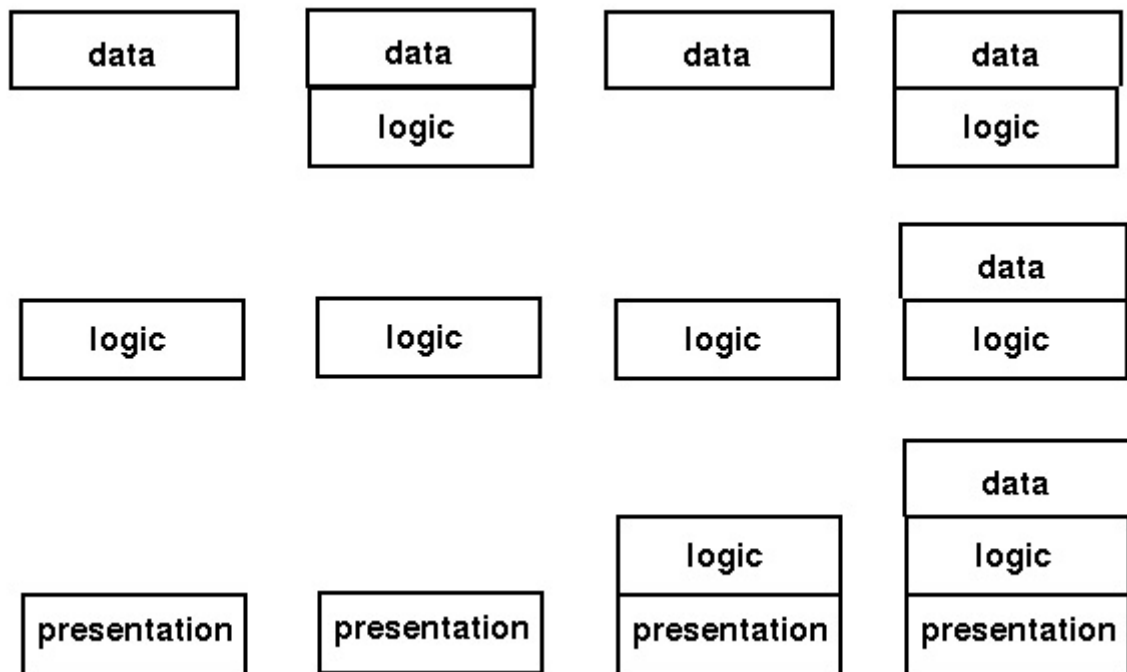 data data data data
logic logic
data
logic logic logic logic
data
logic logic
presentation presentation presentation presentation